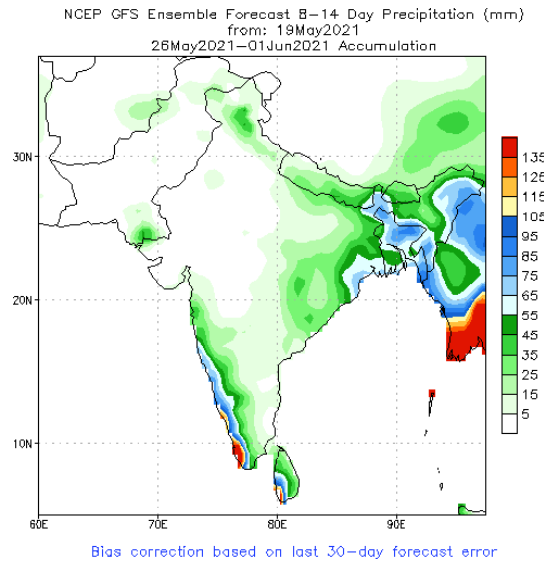 NCEP GFS Ensemble Forecast 8-14 Day Precipitation (mm)
from: 19May2021
26May2021-01Jun2021 Accumulation
30N
20N
10N
60E
70E
80E
90E
135
125
115
105
95
85
75
65
55
45
35
25
15
5
Bias correction based on last 30-day forecast error